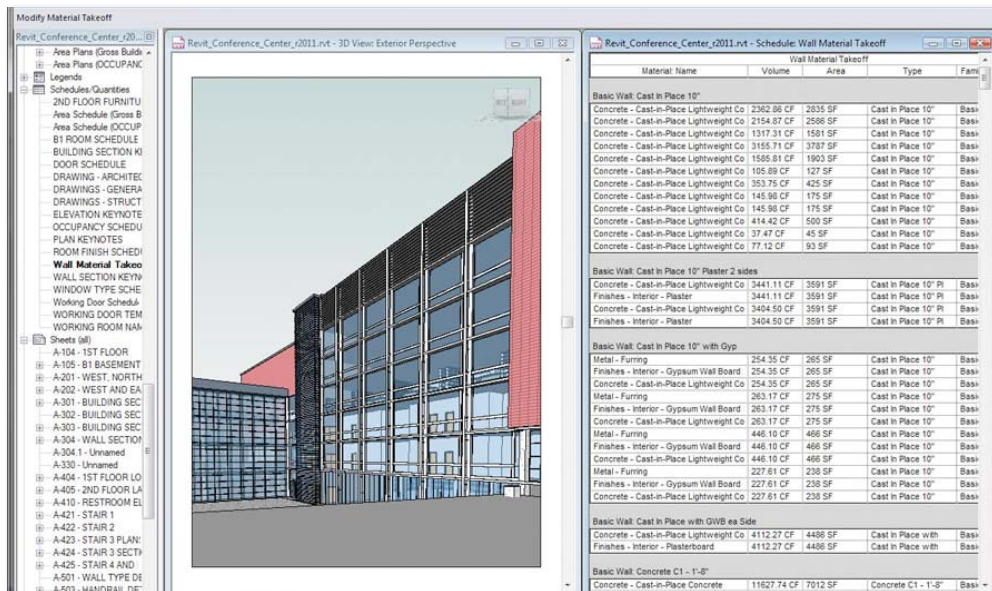 Modify Material Takeoff
Revit_Conference_Center_r20...
Area Plans (Gross Buildi
Area Plans (OCCUPANC
Legends
Schedules/Quantities
2ND FLOOR FURNITU
Area Schedule (Gross B
Area Schedule (OCCUP
B1 ROOM SCHEDULE
BUILDING SECTION KE
DOOR SCHEDULE
DRAWING - ARCHITEC
DRAWINGS - GENERA
DRAWINGS - STRUCT
ELEVATION KEYNOTE
OCCUPANCY SCHEDU
PLAN KEYNOTES
ROOM FINISH SCHEDU
Wall Material Takeo
WALL SECTION KEYN
WINDOW TYPE SCHE
Working Door Schedul
WORKING DOOR TEM
WORKING ROOM NAM
Sheets (all)
A-104 - 1ST FLOOR
A-105 - B1 BASEMENT
A-201 - WEST, NORTH
A-202 - WEST AND EA
A-301 - BUILDING SEC
A-302 - BUILDING SEC
A-303 - BUILDING SEC
A-304 - WALL SECTION
A-304.1 - Unnamed
A-330 - Unnamed
A-404 - 1ST FLOOR LO
A-405 - 2ND FLOOR LA
A-410 - RESTROOM EL
A-421 - STAIR 1
A-422 - STAIR 2
A-423 - STAIR 3 PLAN
A-424 - STAIR 3 SECTI
A-425 - STAIR 4 AND
A-501 - WALL TYPE DE
A-503 - HANDRAIL DE
Revit_Conference_Center_r2011.rvt - 3D View: Exterior Perspective
Revit_Conference_Center_r2011.rvt - Schedule: Wall Material Takeoff
Wall Material Takeoff
Material: Name Volume Area Type Fami
Basic Wall: Cast In Place 10"
Concrete - Cast-in-Place Lightweight Co 2362.86 CF 2835 SF Cast In Place 10" Basi
Concrete - Cast-in-Place Lightweight Co 2154.87 CF 2586 SF Cast In Place 10" Basi
Concrete - Cast-in-Place Lightweight Co 1317.31 CF 1581 SF Cast In Place 10" Basi
Concrete - Cast-in-Place Lightweight Co 3155.71 CF 3787 SF Cast In Place 10" Basi
Concrete - Cast-in-Place Lightweight Co 1585.81 CF 1903 SF Cast In Place 10" Basi
Concrete - Cast-in-Place Lightweight Co 105.89 CF 127 SF Cast In Place 10" Basi
Concrete - Cast-in-Place Lightweight Co 353.75 CF 425 SF Cast In Place 10" Basi
Concrete - Cast-in-Place Lightweight Co 145.98 CF 175 SF Cast In Place 10" Basi
Concrete - Cast-in-Place Lightweight Co 145.98 CF 175 SF Cast In Place 10" Basi
Concrete - Cast-in-Place Lightweight Co 414.42 CF 500 SF Cast In Place 10" Basi
Concrete - Cast-in-Place Lightweight Co 37.47 CF 45 SF Cast In Place 10" Basi
Concrete - Cast-in-Place Lightweight Co 77.12 CF 93 SF Cast In Place 10" Basi
Basic Wall: Cast In Place 10" Plaster 2 sides
Concrete - Cast-in-Place Lightweight Co 3441.11 CF 3591 SF Cast In Place 10" Pl Basi
Finishes - Interior - Plaster 3441.11 CF 3591 SF Cast In Place 10" Pl Basi
Concrete - Cast-in-Place Lightweight Co 3404.50 CF 3591 SF Cast In Place 10" Pl Basi
Finishes - Interior - Plaster 3404.50 CF 3591 SF Cast In Place 10" Pl Basi
Basic Wall: Cast In Place 10" with Gyp
Metal - Furring 254.35 CF 265 SF Cast In Place 10" Basi
Finishes - Interior - Gypsum Wall Board 254.35 CF 265 SF Cast In Place 10" Basi
Concrete - Cast-in-Place Lightweight Co 254.35 CF 265 SF Cast In Place 10" Basi
Metal - Furring 263.17 CF 275 SF Cast In Place 10" Basi
Finishes - Interior - Gypsum Wall Board 263.17 CF 275 SF Cast In Place 10" Basi
Concrete - Cast-in-Place Lightweight Co 263.17 CF 275 SF Cast In Place 10" Basi
Metal - Furring 446.10 CF 466 SF Cast In Place 10" Basi
Finishes - Interior - Gypsum Wall Board 446.10 CF 466 SF Cast In Place 10" Basi
Concrete - Cast-in-Place Lightweight Co 446.10 CF 466 SF Cast In Place 10" Basi
Metal - Furring 227.61 CF 238 SF Cast In Place 10" Basi
Finishes - Interior - Gypsum Wall Board 227.61 CF 238 SF Cast In Place 10" Basi
Concrete - Cast-in-Place Lightweight Co 227.61 CF 238 SF Cast In Place 10" Basi
Basic Wall: Cast In Place with GWB ea Side
Concrete - Cast-in-Place Lightweight Co 4112.27 CF 4486 SF Cast In Place with Basi
Finishes - Interior - Plasterboard 4112.27 CF 4486 SF Cast In Place with Basi
Basic Wall: Concrete C1 - 1'-8"
Concrete - Cast-in-Place Concrete 11627.74 CF 7012 SF Concrete C1 - 1'-8" Basi